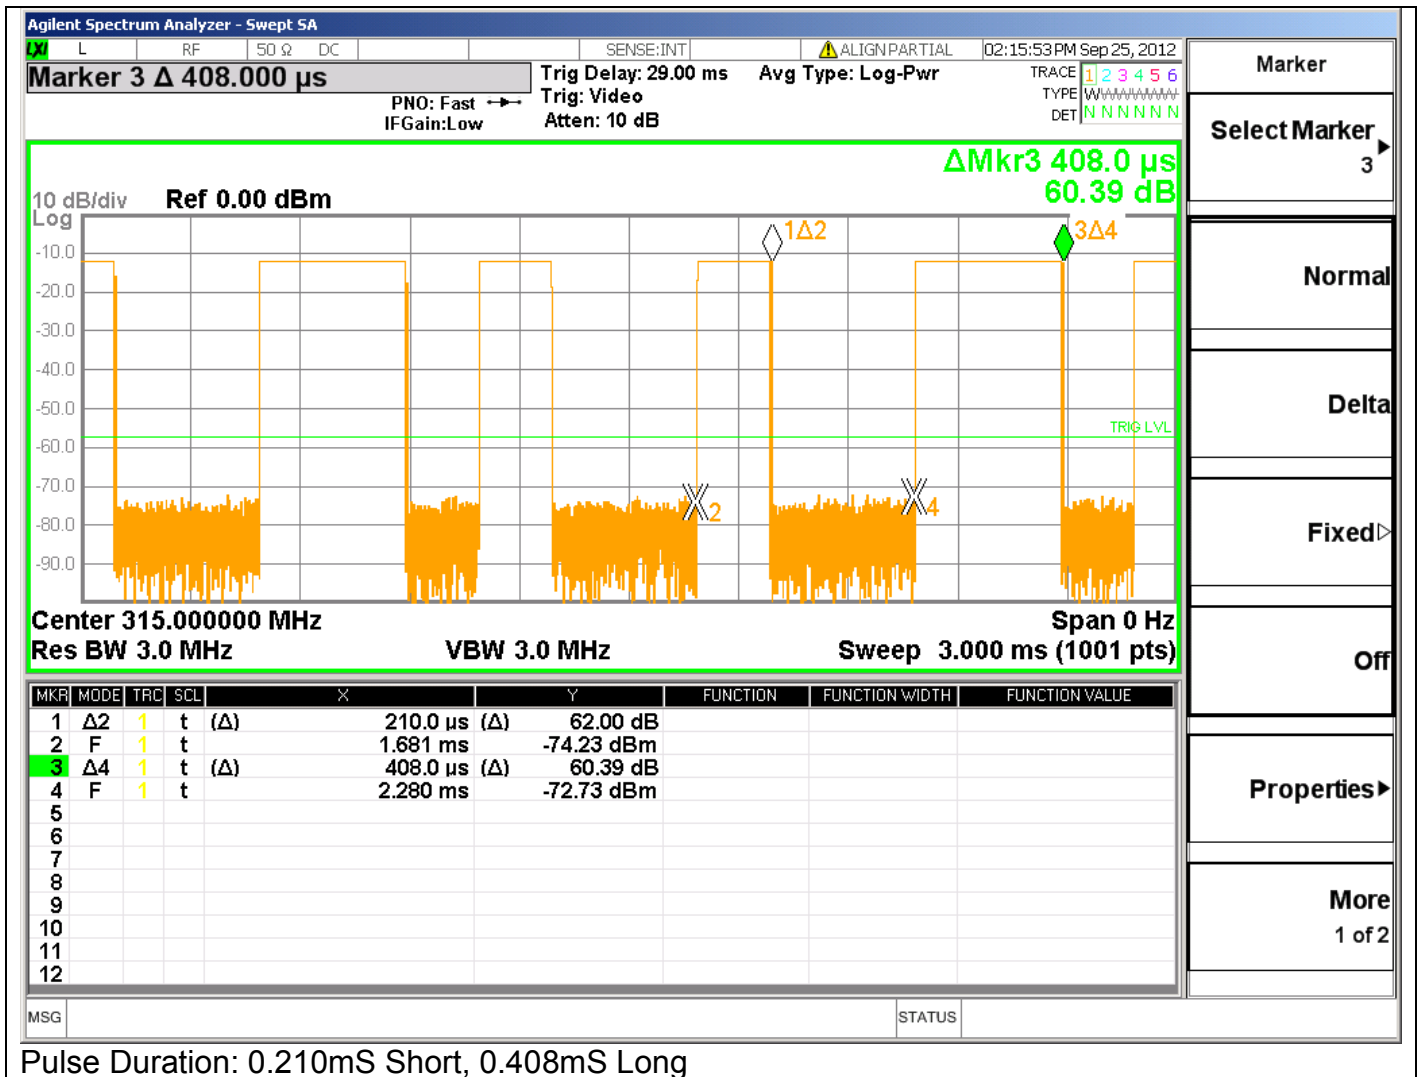 Agilent Spectrum Analyzer - Swept SA
LXI L RF 50 Ω DC SENSE:INT ALIGN PARTIAL 02:15:53 PM Sep 25, 2012
Marker 3 Δ 408.000 µs
PNO: Fast
IFGain:Low
Trig Delay: 29.00 ms
Trig: Video
Atten: 10 dB
Avg Type: Log-Pwr
TRACE 1 2 3 4 5 6
TYPE WWWWWW
DET N N N N N N
ΔMkr3 408.0 µs
60.39 dB
10 dB/div
Log
Ref 0.00 dBm
1Δ2
3Δ4
-10.0
-20.0
-30.0
-40.0
-50.0
TRIG LVL
-60.0
-70.0
-80.0
-90.0
2
4
Center 315.000000 MHz Span 0 Hz
Res BW 3.0 MHz VBW 3.0 MHz Sweep 3.000 ms (1001 pts)
MKR MODE TRC SCL X Y FUNCTION FUNCTION WIDTH FUNCTION VALUE
1 Δ2 1 t (Δ) 210.0 µs (Δ) 62.00 dB
2 F 1 t 1.681 ms -74.23 dBm
3 Δ4 1 t (Δ) 408.0 µs (Δ) 60.39 dB
4 F 1 t 2.280 ms -72.73 dBm
5
6
7
8
9
10
11
12
MSG STATUS
Marker
Select Marker
3
Normal
Delta
Fixed
Off
Properties
More
1 of 2
Pulse Duration: 0.210mS Short, 0.408mS Long